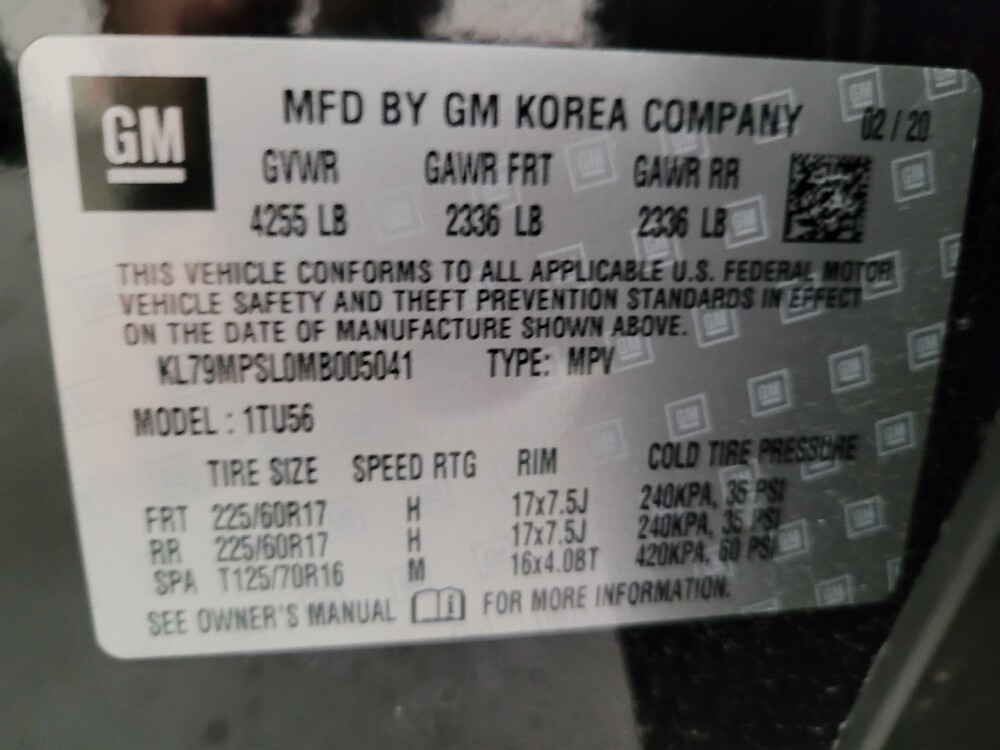 GM
MFD BY GM KOREA COMPANY 02 / 20
GVWR GAWR FRT GAWR RR
4255 LB 2336 LB 2336 LB
THIS VEHICLE CONFORMS TO ALL APPLICABLE U.S. FEDERAL MOTOR
VEHICLE SAFETY AND THEFT PREVENTION STANDARDS IN EFFECT
ON THE DATE OF MANUFACTURE SHOWN ABOVE.
KL79MPSL0MB005041 TYPE: MPV
MODEL : 1TU56
TIRE SIZE SPEED RTG RIM COLD TIRE PRESSURE
FRT 225/60R17 H 17x7.5J 240KPA, 35 PSI
RR 225/60R17 H 17x7.5J 240KPA, 35 PSI
SPA T125/70R16 M 16x4.0BT 420KPA, 60 PSI
SEE OWNER'S MANUAL FOR MORE INFORMATION.